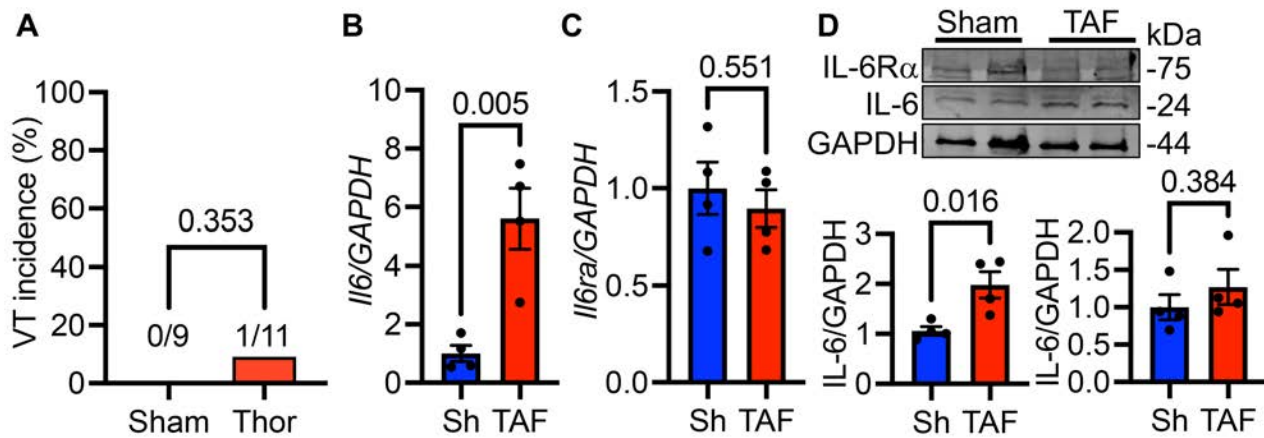 A
VT incidence (%)
100
80
60
40
20
0
0.353
0/9
1/11
Sham
Thor
B
Il6/GAPDH
10
8
6
4
2
0
0.005
Sh
TAF
C
Il6ra/GAPDH
1.5
1.0
0.5
0.0
0.551
Sh
TAF
D
Sham
TAF
kDa
IL-6Rα
-75
IL-6
-24
GAPDH
-44
IL-6/GAPDH
3
2
1
0
0.016
Sh
TAF
IL-6/GAPDH
2.0
1.5
1.0
0.5
0.0
0.384
Sh
TAF